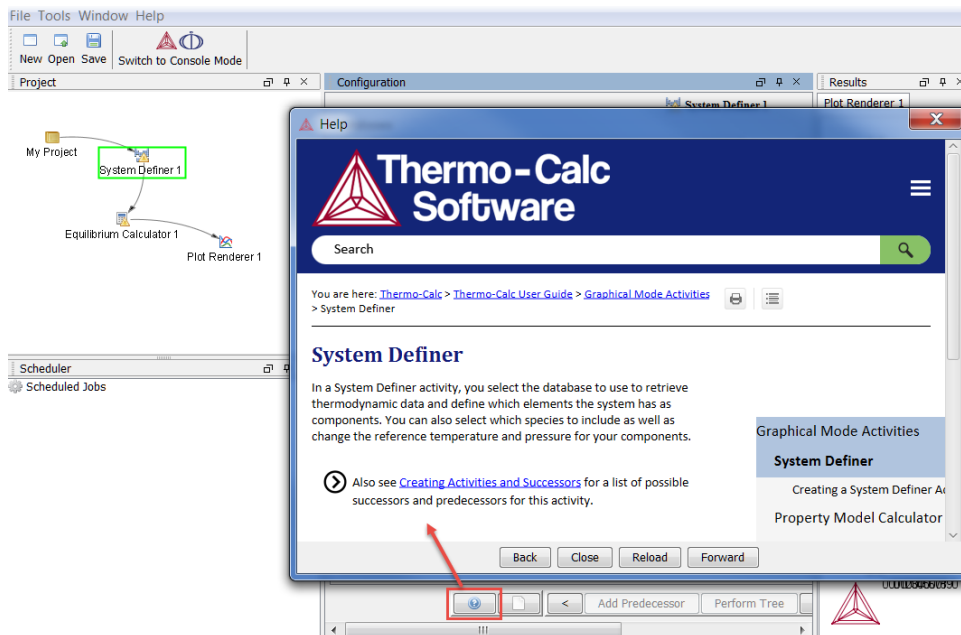 File Tools Window Help
New Open Save Switch to Console Mode
Project
Configuration
Results
System Definer 1
Plot Renderer 1
My Project
System Definer 1
Equilibrium Calculator 1
Plot Renderer 1
Scheduler
Scheduled Jobs
Help
Thermo-Calc
Software
Search
You are here: Thermo-Calc > Thermo-Calc User Guide > Graphical Mode Activities
> System Definer
System Definer
In a System Definer activity, you select the database to use to retrieve
thermodynamic data and define which elements the system has as
components. You can also select which species to include as well as
change the reference temperature and pressure for your components.
Also see Creating Activities and Successors for a list of possible
successors and predecessors for this activity.
Graphical Mode Activities
System Definer
Creating a System Definer
Property Model Calculator
Back Close Reload Forward
< Add Predecessor Perform Tree